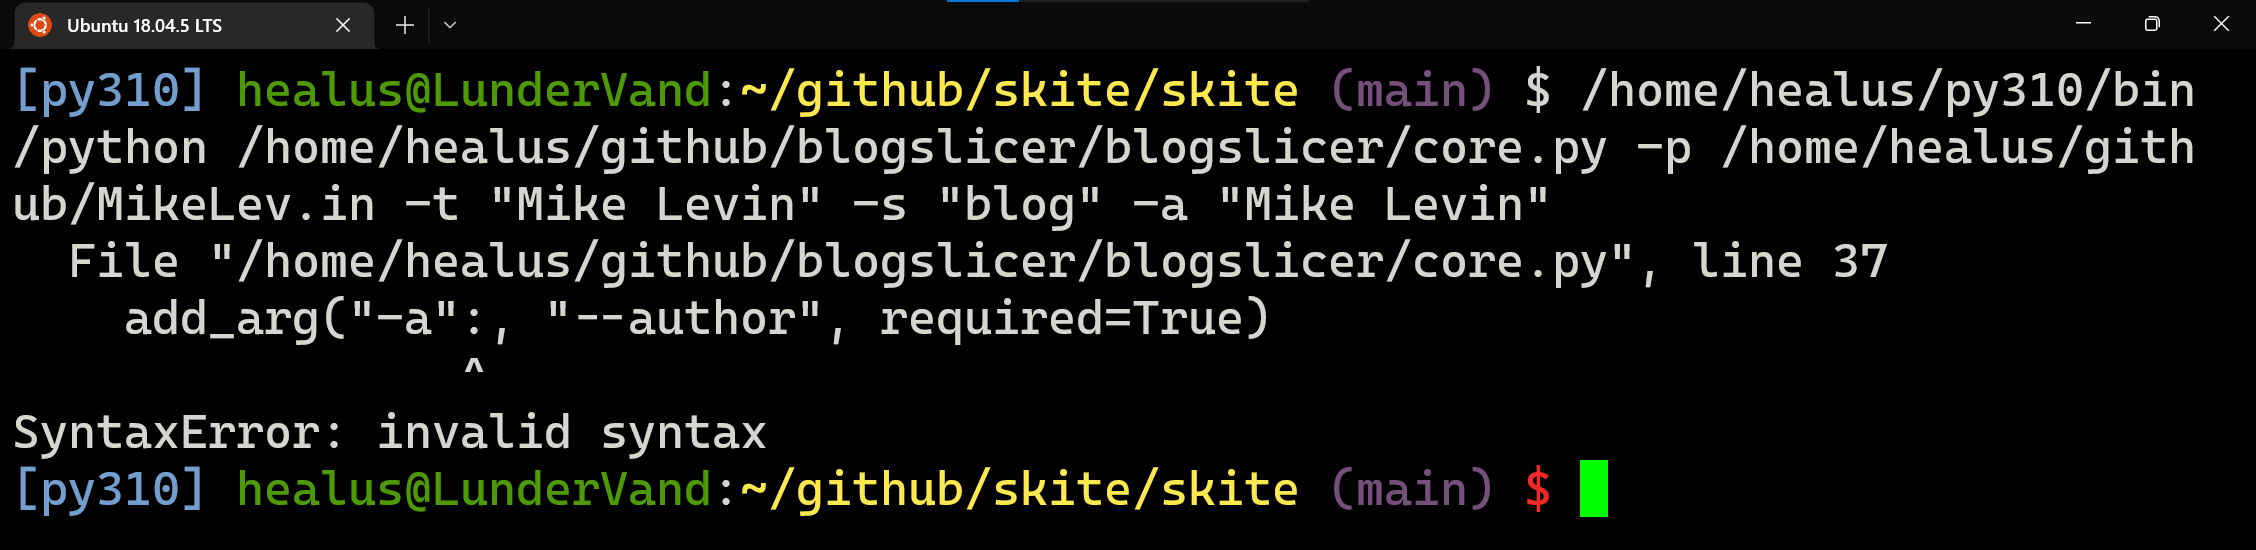 Ubuntu 18.04.5 LTS
[py310] healus@LunderVand:~/github/skite/skite (main) $ /home/healus/py310/bin
/python /home/healus/github/blogslicer/blogslicer/core.py -p /home/healus/gith
ub/MikeLev.in -t "Mike Levin" -s "blog" -a "Mike Levin"
  File "/home/healus/github/blogslicer/blogslicer/core.py", line 37
    add_arg("-a":, "--author", required=True)
                ^
SyntaxError: invalid syntax
[py310] healus@LunderVand:~/github/skite/skite (main) $